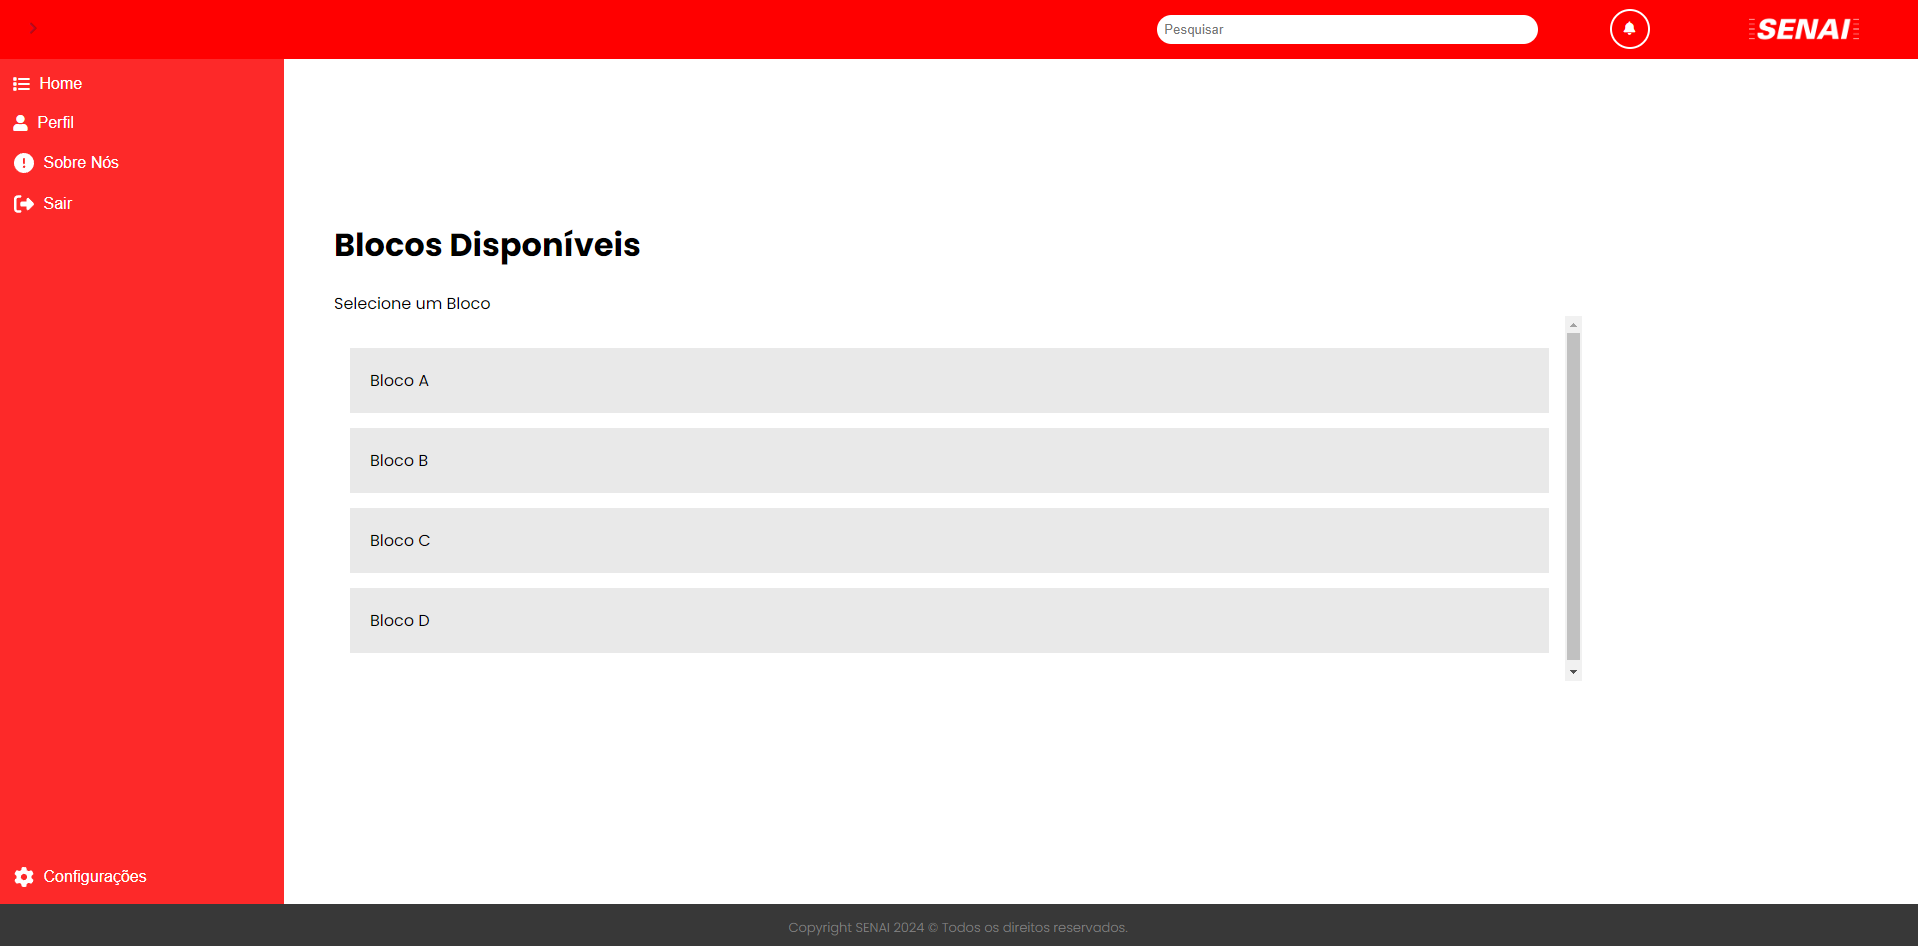 Pesquisar
SENAI
Home
Perfil
Sobre Nós
Sair
Blocos Disponíveis
Selecione um Bloco
Bloco A
Bloco B
Bloco C
Bloco D
Configurações
Copyright SENAI 2024 © Todos os direitos reservados.